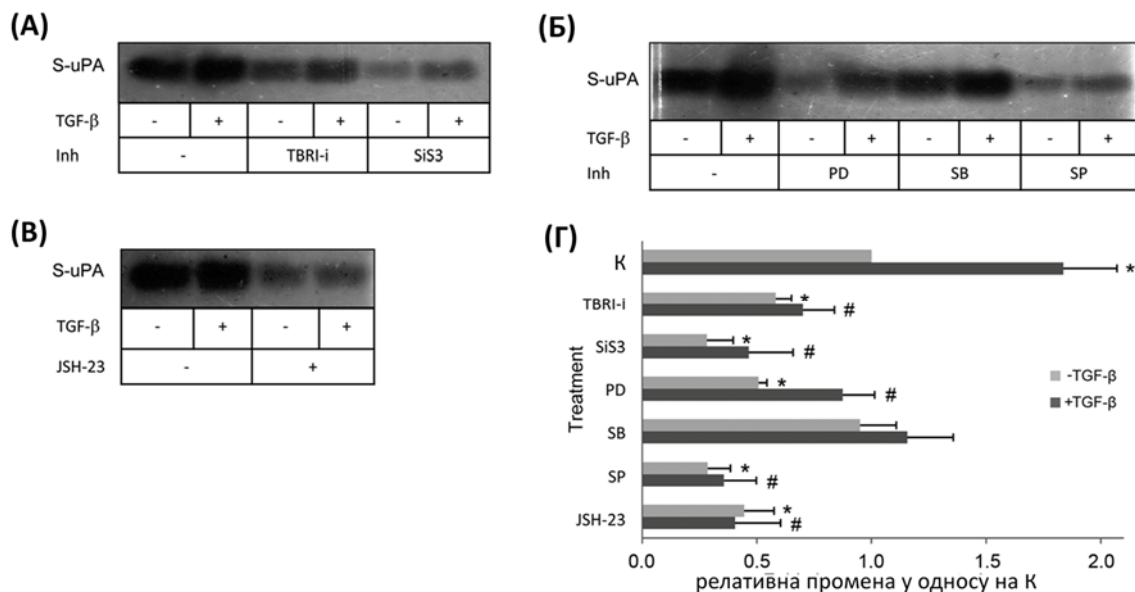 (А)
S-uPA
TGF-β - + - + - +
Inh - TBRI-i SiS3
(Б)
S-uPA
TGF-β - + - + - + - +
Inh - PD SB SP
(В)
S-uPA
TGF-β - + - +
JSH-23 - +
(Г)
Treatment
К *
TBRI-i * #
SiS3 * #
PD * #
SB
SP * #
JSH-23 * #
-TGF-β
+TGF-β
0.0 0.5 1.0 1.5 2.0
релативна промена у односу на К